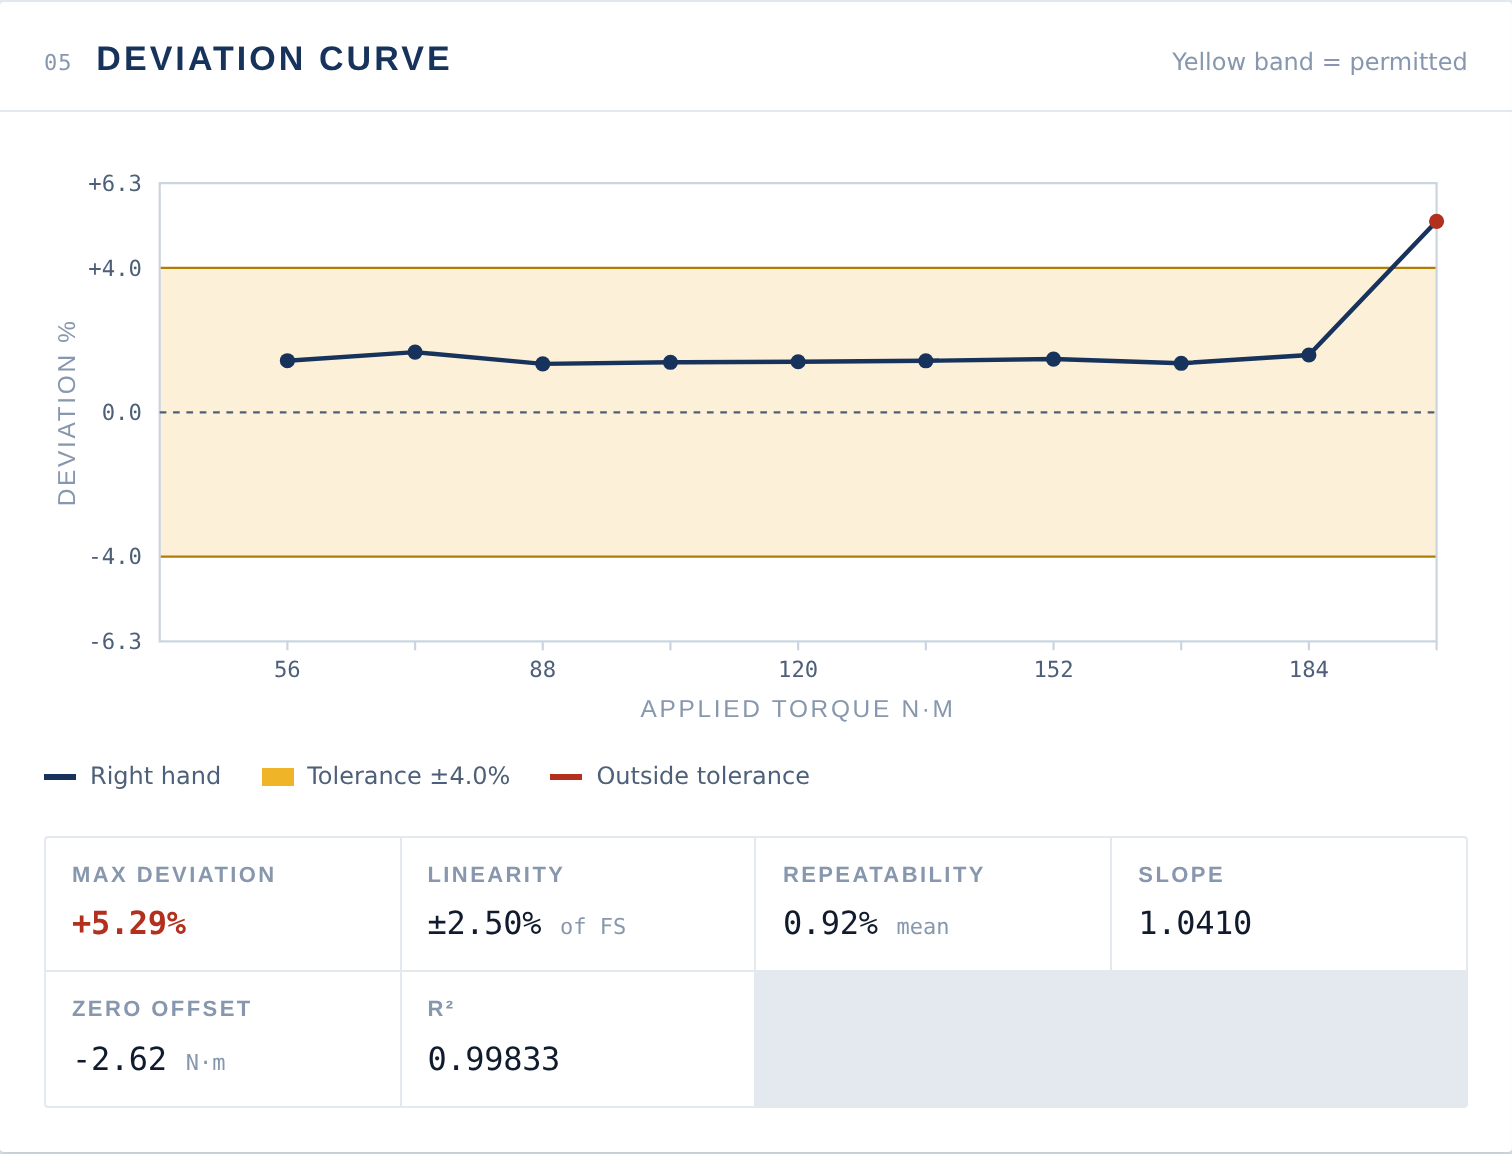 05 DEVIATION CURVE
Yellow band = permitted
+6.3
+4.0
0.0
-4.0
-6.3
DEVIATION %
56 88 120 152 184
APPLIED TORQUE N·M
Right hand Tolerance ±4.0% Outside tolerance
MAX DEVIATION
+5.29%
LINEARITY
±2.50% of FS
REPEATABILITY
0.92% mean
SLOPE
1.0410
ZERO OFFSET
-2.62 N·m
R²
0.99833